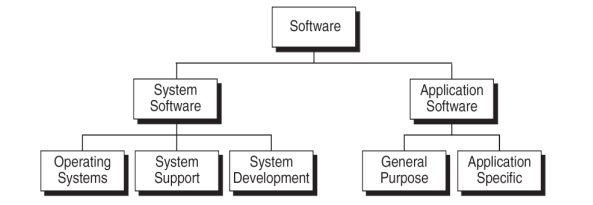 Software
System
Software
Application
Software
Operating
Systems
System
Support
System
Development
General
Purpose
Application
Specific